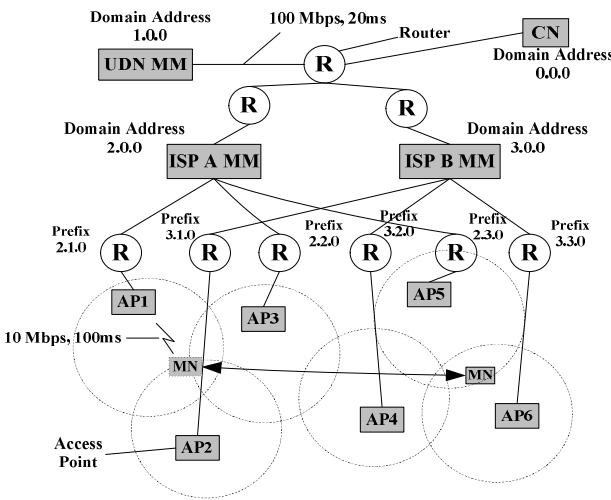 Domain Address
1.0.0
100 Mbps, 20ms
Router
CN
UDN MM
R
Domain Address
0.0.0
R
R
Domain Address
2.0.0
Domain Address
3.0.0
ISP A MM
ISP B MM
Prefix
2.1.0
Prefix
3.1.0
Prefix
2.2.0
Prefix
3.2.0
Prefix
2.3.0
Prefix
3.3.0
R
R
R
R
R
R
AP1
AP3
AP5
10 Mbps, 100ms
MN
MN
AP4
AP6
Access
Point
AP2